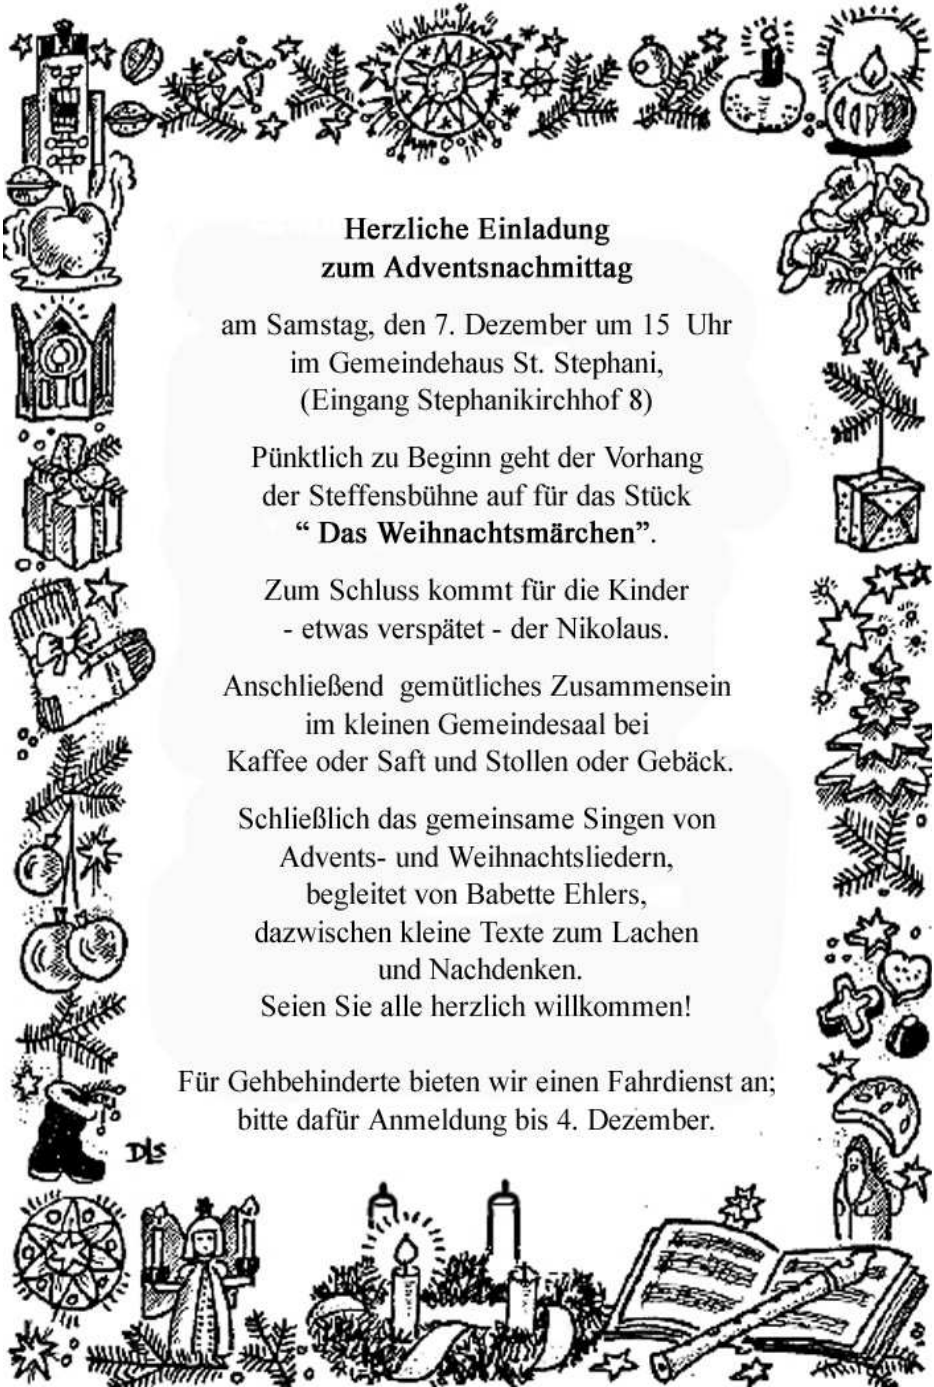 Herzliche Einladung
zum Adventsnachmittag
am Samstag, den 7. Dezember um 15 Uhr
im Gemeindehaus St. Stephani,
(Eingang Stephanikirchhof 8)
Pünktlich zu Beginn geht der Vorhang
der Steffensbühne auf für das Stück
“ Das Weihnachtsmärchen”.
Zum Schluss kommt für die Kinder
- etwas verspätet - der Nikolaus.
Anschließend gemütliches Zusammensein
im kleinen Gemeindesaal bei
Kaffee oder Saft und Stollen oder Gebäck.
Schließlich das gemeinsame Singen von
Advents- und Weihnachtsliedern,
begleitet von Babette Ehlers,
dazwischen kleine Texte zum Lachen
und Nachdenken.
Seien Sie alle herzlich willkommen!
Für Gehbehinderte bieten wir einen Fahrdienst an;
bitte dafür Anmeldung bis 4. Dezember.
DLS